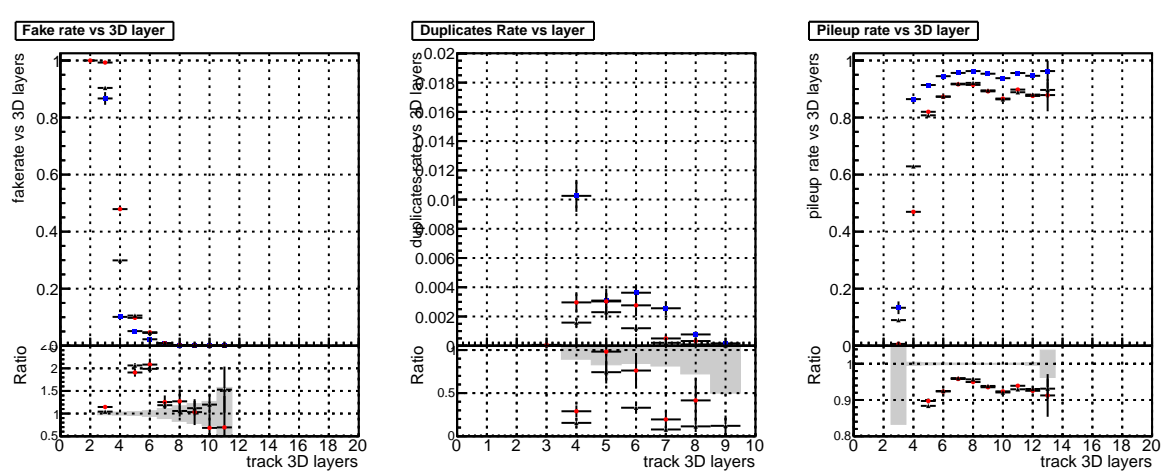 Fake rate vs 3D layer
fakerate vs 3D layers
1
0.8
0.6
0.4
0.2
0
Ratio
2
1.5
1
0.5
0 2 4 6 8 10 12 14 16 18 20
track 3D layers
Duplicates Rate vs layer
duplicates rate vs 3D layers
0.02
0.018
0.016
0.014
0.012
0.01
0.008
0.006
0.004
0.002
0
Ratio
1
0.5
0
0 1 2 3 4 5 6 7 8 9 10
track 3D layers
Pileup rate vs 3D layer
pileup rate vs 3D layers
1
0.8
0.6
0.4
0.2
0
Ratio
1
0.9
0.8
0 2 4 6 8 10 12 14 16 18 20
track 3D layers